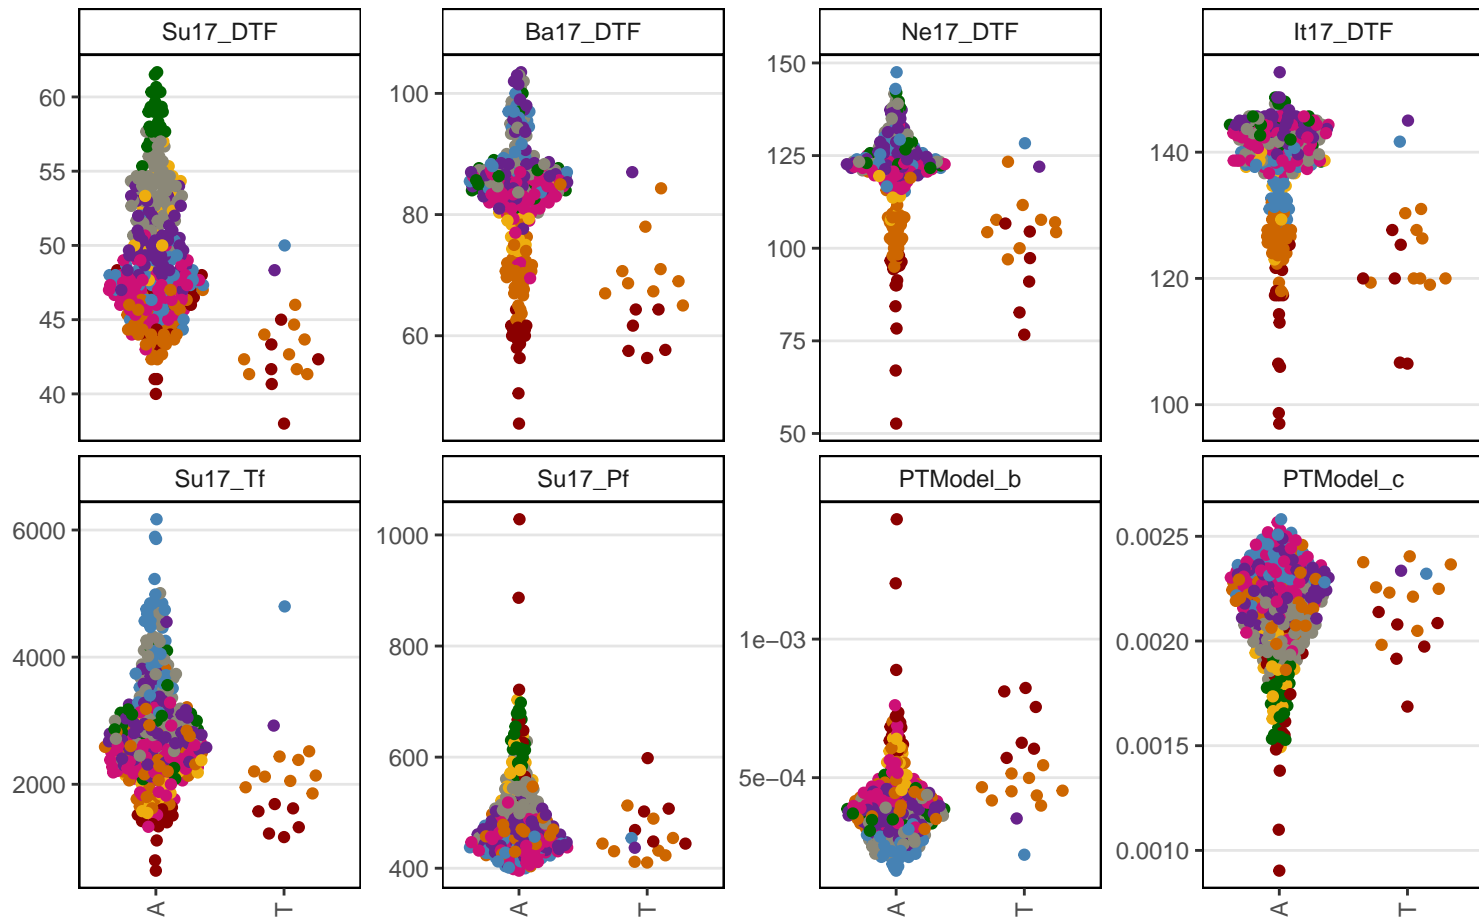 Su17_DTF
Ba17_DTF
Ne17_DTF
It17_DTF
60
55
50
45
40
100
80
60
150
125
100
75
50
140
120
100
Su17_Tf
Su17_Pf
PTModel_b
PTModel_c
6000
4000
2000
1000
800
600
400
1e−03
5e−04
0.0025
0.0020
0.0015
0.0010
A
T
A
T
A
T
A
T